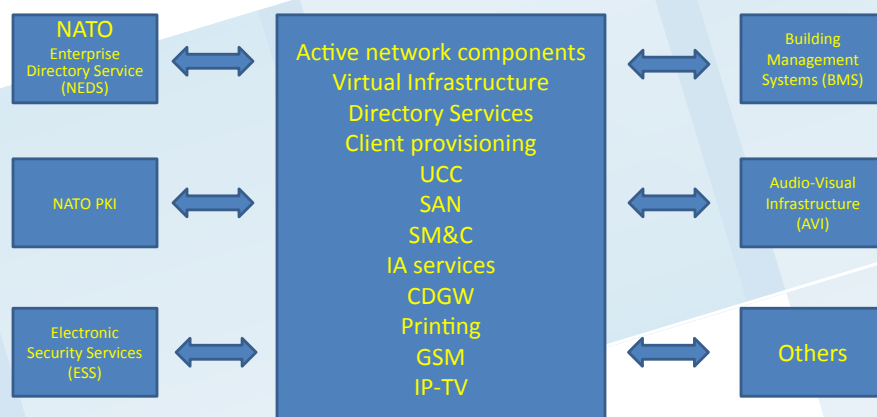 NATO
Enterprise
Directory Service
(NEDS)
NATO PKI
Electronic
Security Services
(ESS)
Active network components
Virtual Infrastructure
Directory Services
Client provisioning
UCC
SAN
SM&C
IA services
CDGW
Printing
GSM
IP-TV
Building
Management
Systems (BMS)
Audio-Visual
Infrastructure
(AVI)
Others